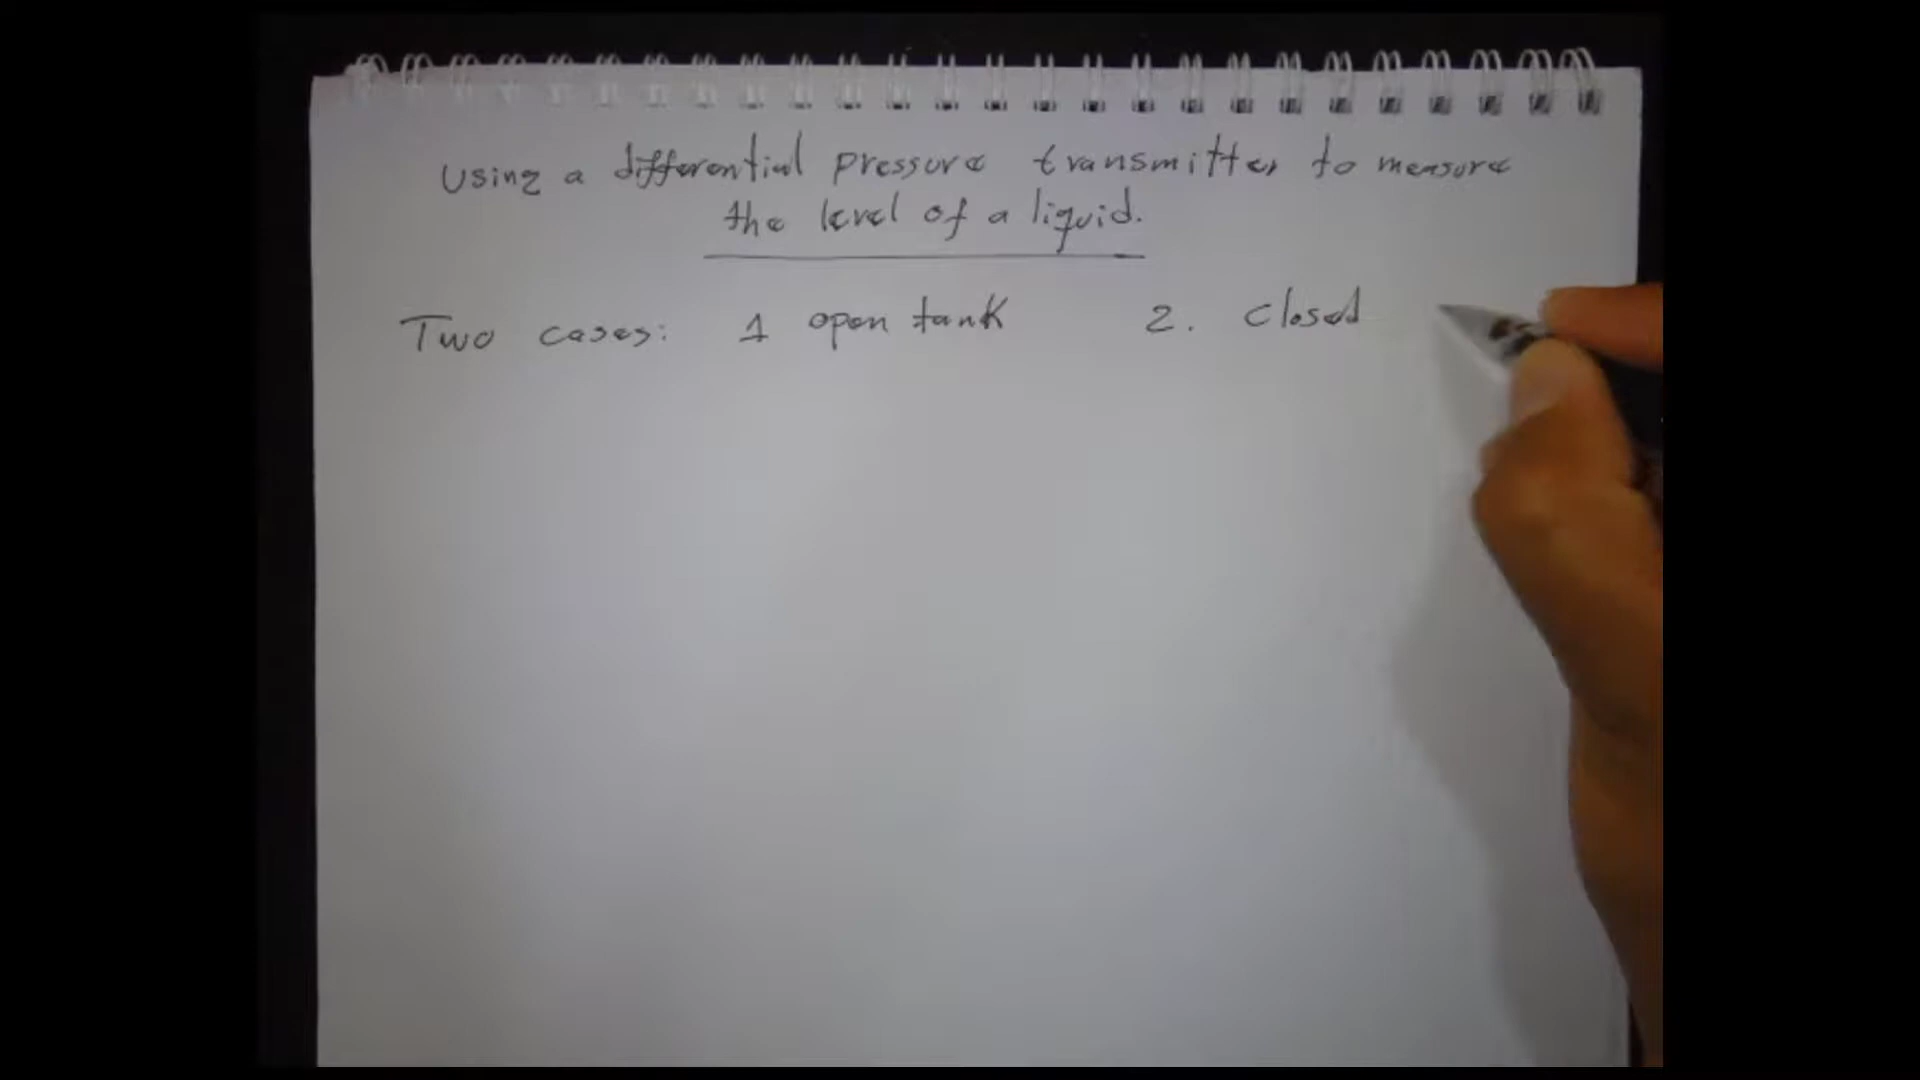 Using a differential pressure transmitter to measure
the level of a liquid.
Two cases: 1 open tank 2. Closed